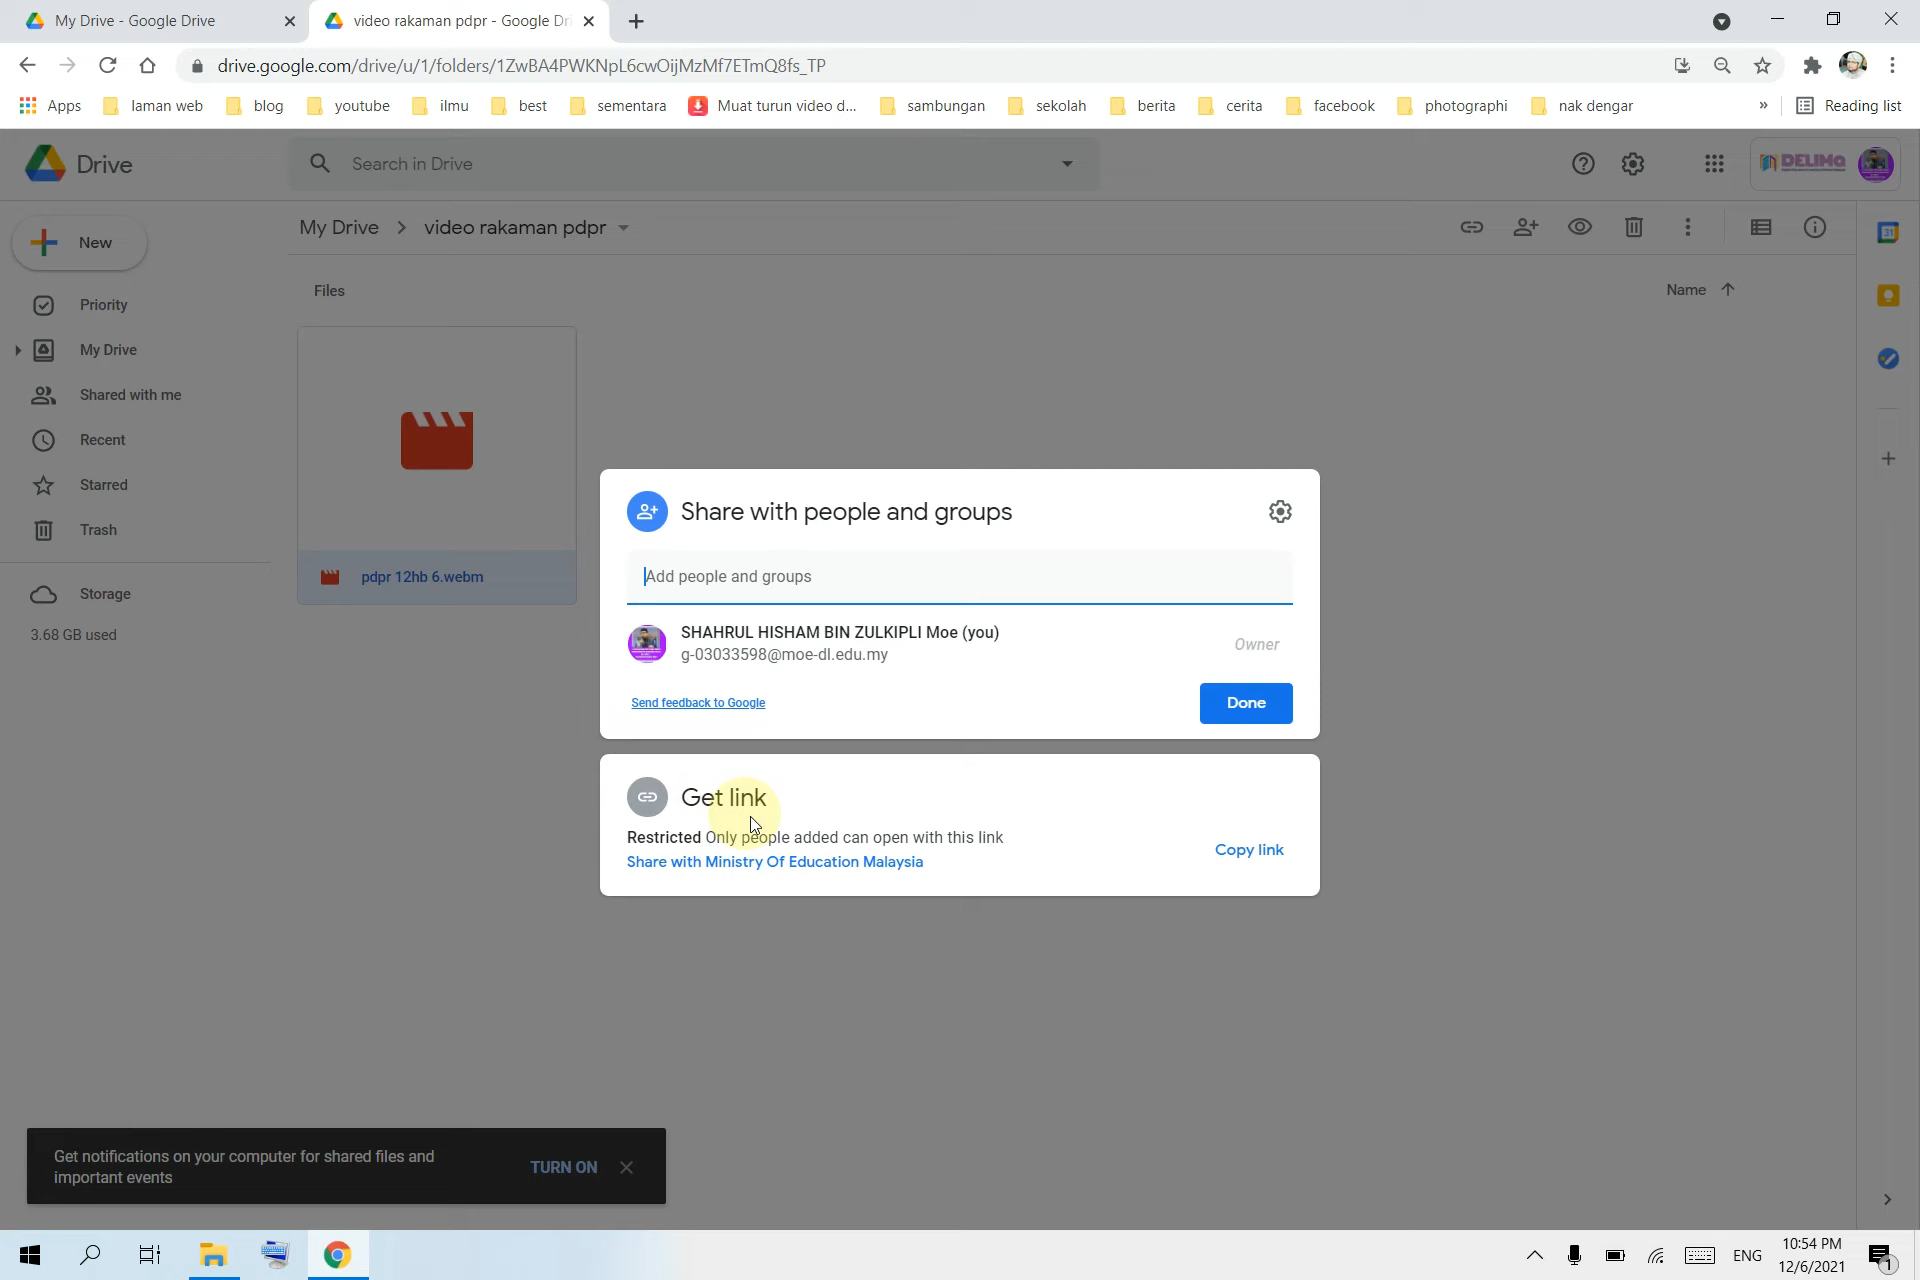 My Drive - Google Drive
video rakaman pdpr - Google Dri
drive.google.com/drive/u/1/folders/1ZwBA4PWKNpL6cwOijMzMf7ETmQ8fs_TP
Apps laman web blog youtube ilmu best sementara Muat turun video d... sambungan sekolah berita cerita facebook photographi nak dengar » Reading list
Drive
Search in Drive
DELIMa
New
My Drive > video rakaman pdpr
31
Files
Name
Priority
My Drive
Shared with me
Recent
Starred
Trash
Storage
3.68 GB used
pdpr 12hb 6.webm
Share with people and groups
Add people and groups
SHAHRUL HISHAM BIN ZULKIPLI Moe (you)
g-03033598@moe-dl.edu.my
Owner
Send feedback to Google
Done
Get link
Restricted Only people added can open with this link
Share with Ministry Of Education Malaysia
Copy link
Get notifications on your computer for shared files and
important events
TURN ON
ENG
10:54 PM
12/6/2021
1